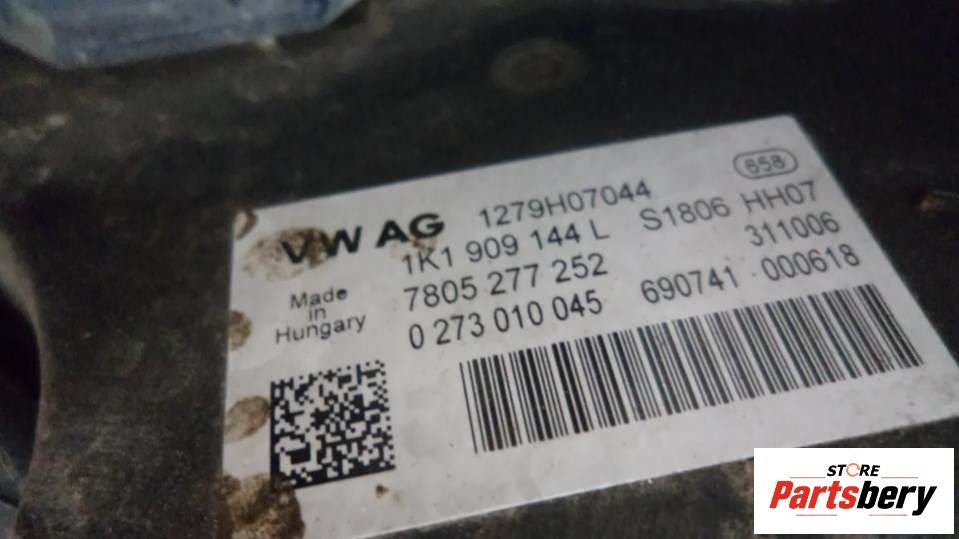 658
VW AG 1279H07044
1K1 909 144 L S1806 HH07
7805 277 252 311006
0 273 010 045 690741 000618
Made
in
Hungary
STORE
Partsbery